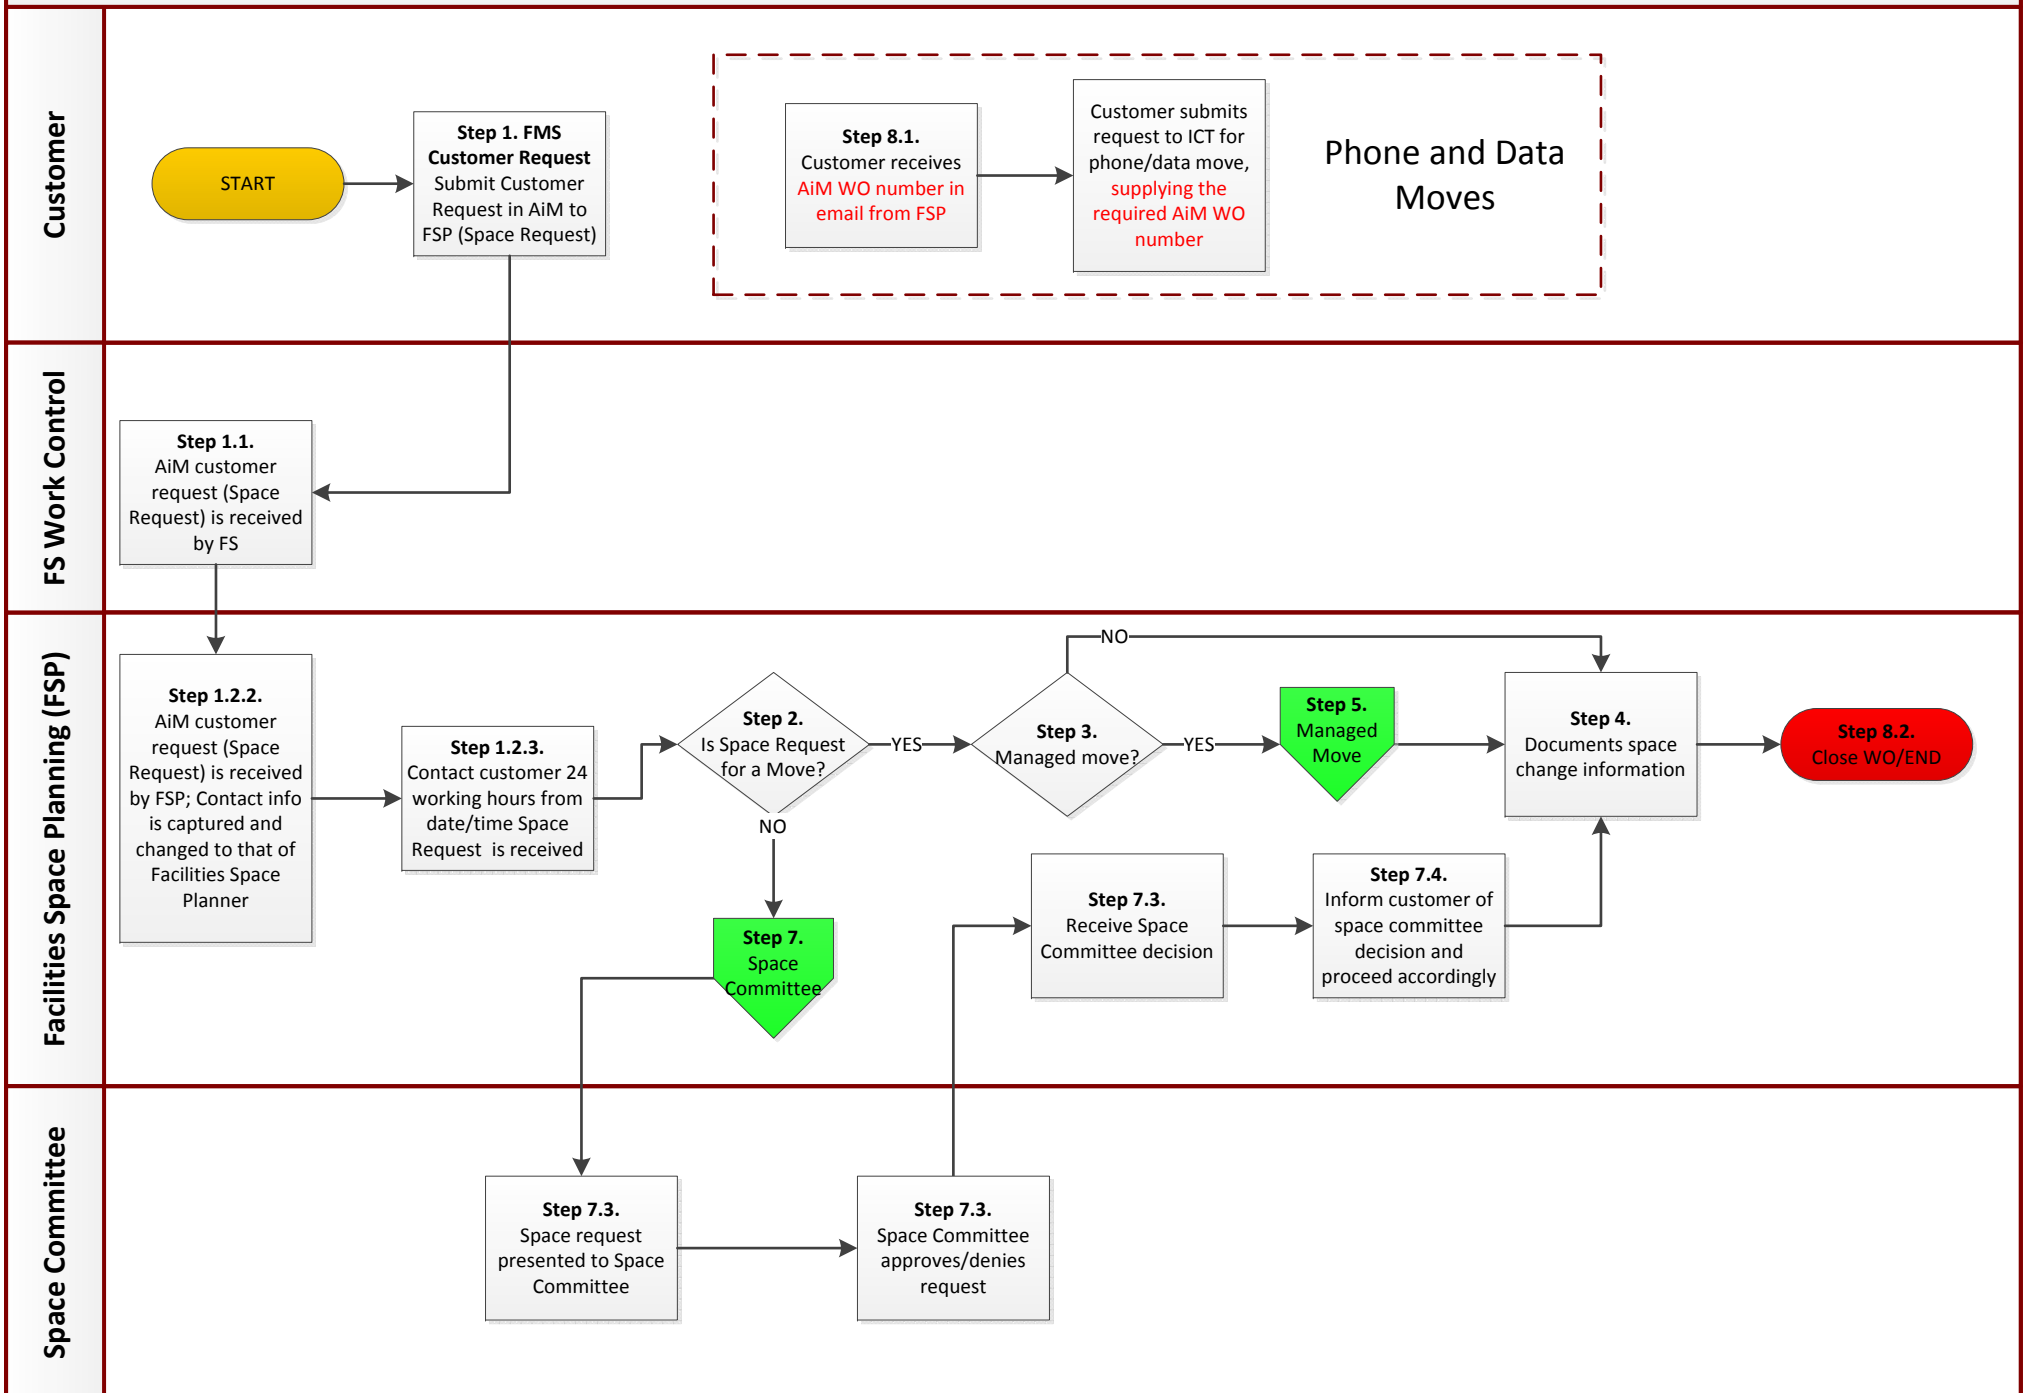 Customer
START
Step 1. FMS
Customer Request
Submit Customer
Request in AiM to
FSP (Space Request)
Step 8.1.
Customer receives
AiM WO number in
email from FSP
Customer submits
request to ICT for
phone/data move,
supplying the
required AiM WO
number
Phone and Data
Moves
FS Work Control
Step 1.1.
AiM customer
request (Space
Request) is received
by FS
Facilities Space Planning (FSP)
Step 1.2.2.
AiM customer
request (Space
Request) is received
by FSP; Contact info
is captured and
changed to that of
Facilities Space
Planner
Step 1.2.3.
Contact customer 24
working hours from
date/time Space
Request is received
Step 2.
Is Space Request
for a Move?
YES
NO
Step 3.
Managed move?
NO
YES
Step 5.
Managed
Move
Step 4.
Documents space
change information
Step 8.2.
Close WO/END
Step 7.
Space
Committee
Step 7.3.
Receive Space
Committee decision
Step 7.4.
Inform customer of
space committee
decision and
proceed accordingly
Space Committee
Step 7.3.
Space request
presented to Space
Committee
Step 7.3.
Space Committee
approves/denies
request